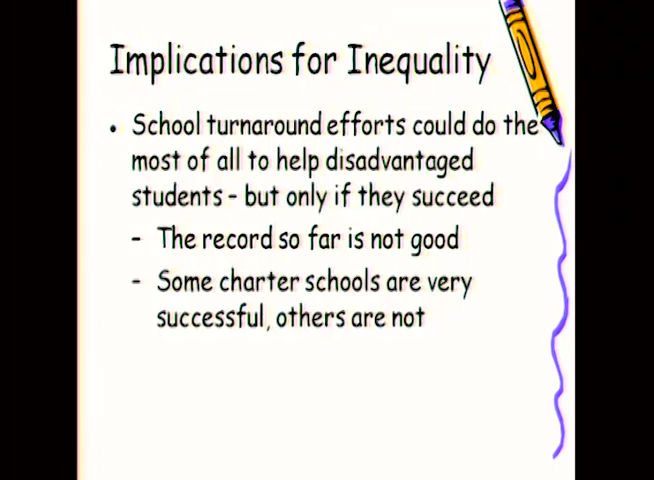 Implications for Inequality
• School turnaround efforts could do the
most of all to help disadvantaged
students - but only if they succeed
- The record so far is not good
- Some charter schools are very
successful, others are not